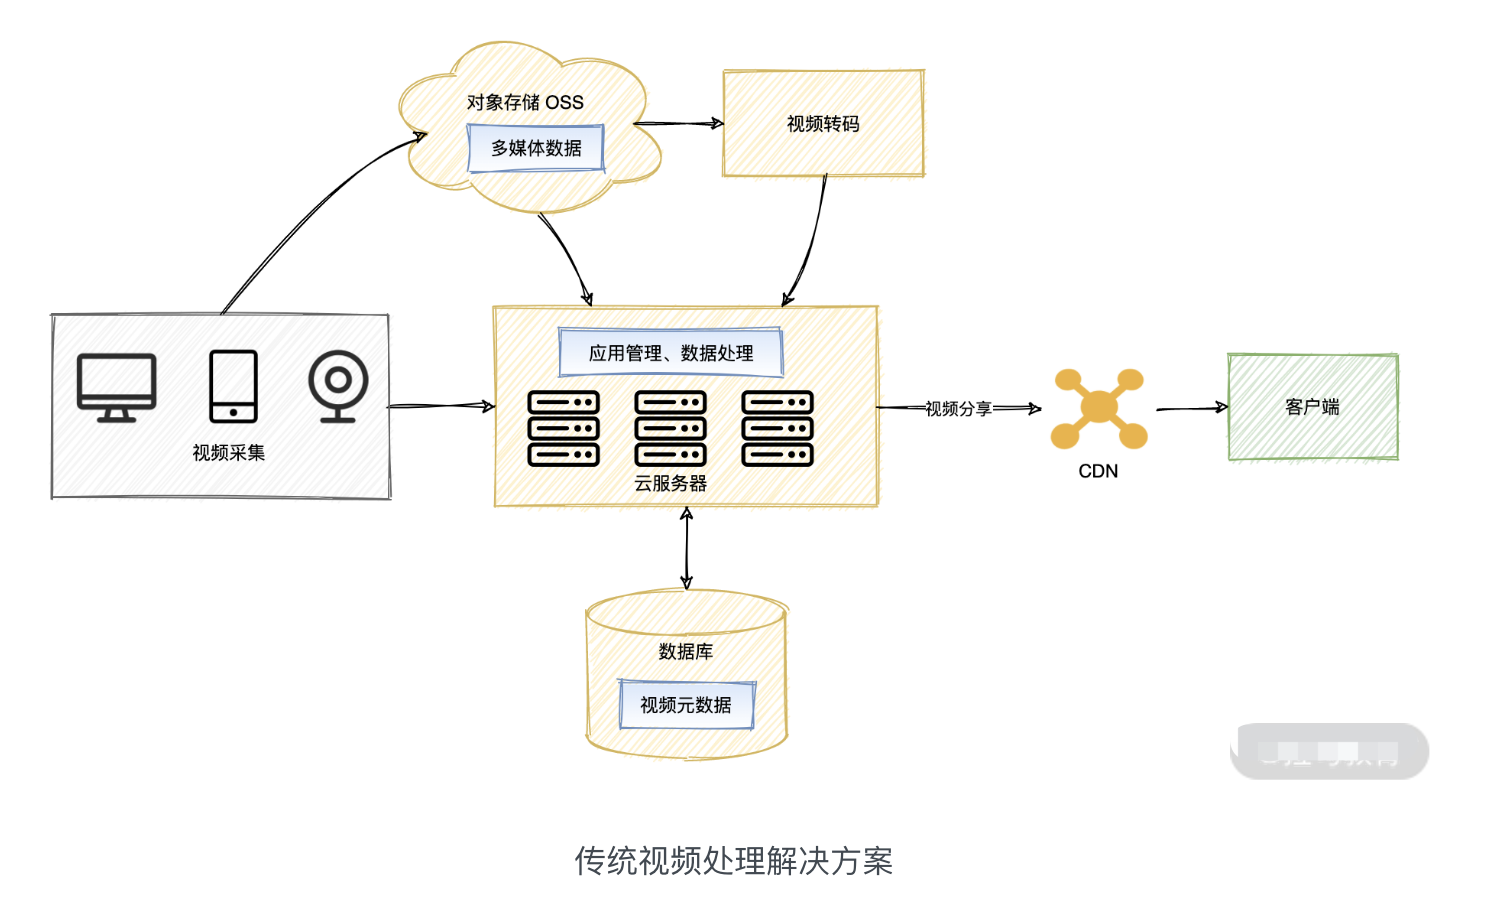 对象存储 OSS
多媒体数据
视频转码
应用管理、数据处理
视频采集
云服务器
视频分享
CDN
客户端
数据库
视频元数据
传统视频处理解决方案